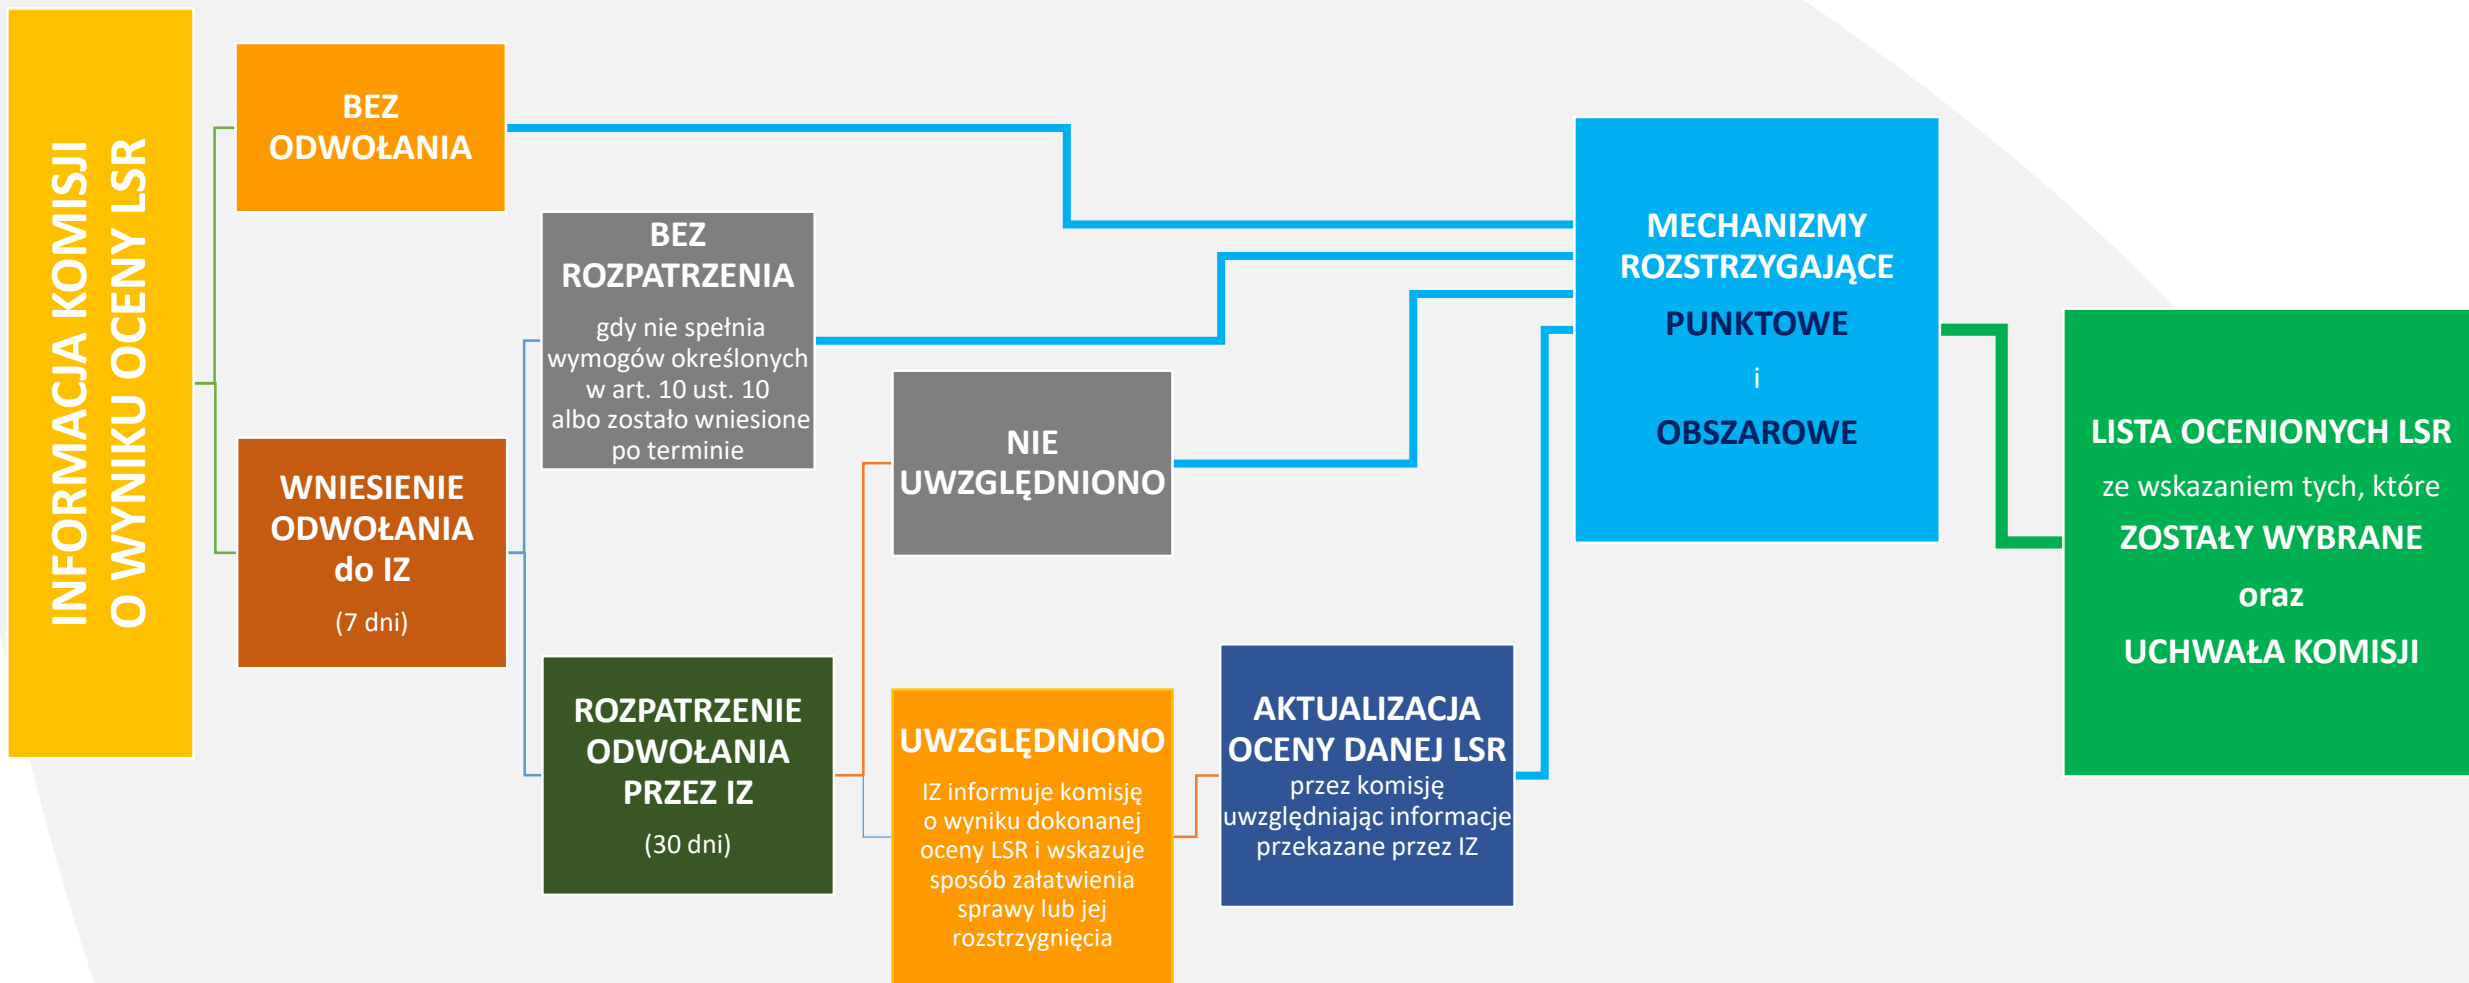 INFORMACJA KOMISJI
O WYNIKU OCENY LSR
BEZ
ODWOŁANIA
WNIESIENIE
ODWOŁANIA
do IZ
(7 dni)
BEZ
ROZPATRZENIA
gdy nie spełnia
wymogów określonych
w art. 10 ust. 10
albo zostało wniesione
po terminie
ROZPATRZENIE
ODWOŁANIA
PRZEZ IZ
(30 dni)
NIE
UWZGLĘDNIONO
UWZGLĘDNIONO
IZ informuje komisję
o wyniku dokonanej
oceny LSR i wskazuje
sposób załatwienia
sprawy lub jej
rozstrzygnięcia
AKTUALIZACJA
OCENY DANEJ LSR
przez komisję
uwzględniając informacje
przekazane przez IZ
MECHANIZMY
ROZSTRZYGAJĄCE
PUNKTOWE
i
OBSZAROWE
LISTA OCENIONYCH LSR
ze wskazaniem tych, które
ZOSTAŁY WYBRANE
oraz
UCHWAŁA KOMISJI